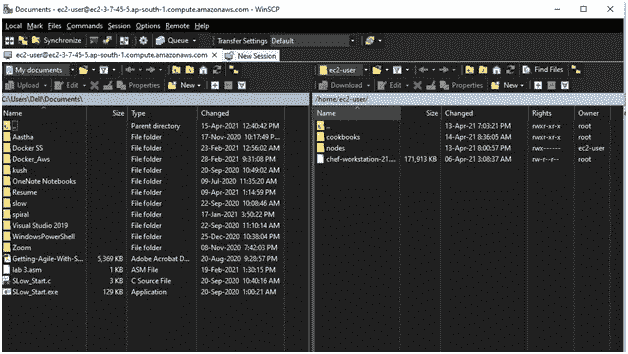 Documents - ec2-user@ec2-3-7-45-5.ap-south-1.compute.amazonaws.com - WinSCP
Local Mark Files Commands Session Options Remote Help
Synchronize Queue Transfer Settings Default
ec2-user@ec2-3-7-45-5.ap-south-1.compute.amazonaws.com New Session
My documents ec2-user Find Files
Upload Edit Properties New Download Edit Properties New
C:\Users\Dell\Documents\ /home/ec2-user/
Name Size Type Changed Name Size Changed Rights Owner
.. Parent directory 15-Apr-2021 12:40:42 PM .. 13-Apr-21 7:03:21 PM rwxr-xr-x root
Aastha File folder 17-Nov-2020 10:17:49 PM cookbooks 14-Apr-21 8:36:05 AM rwxr-xr-x root
Docker SS File folder 23-Feb-2021 12:56:02 AM nodes 13-Apr-21 8:00:57 PM rwx------ ec2-user
Docker_Aws File folder 28-Feb-2021 9:31:08 PM chef-workstation-21.... 171,913 KB 06-Apr-21 3:08:37 AM rw-r--r-- root
kush File folder 20-Sep-2020 10:49:02 AM
OneNote Notebooks File folder 09-Jul-2020 11:35:20 AM
Resume File folder 09-Apr-2021 1:14:59 PM
slow File folder 22-Sep-2020 10:08:46 AM
spiral File folder 17-Jan-2021 3:50:22 PM
Visual Studio 2019 File folder 22-Sep-2020 11:10:14 AM
WindowsPowerShell File folder 25-Dec-2020 10:38:04 PM
Zoom File folder 08-Nov-2020 7:42:03 PM
Getting-Agile-With-S... 5,369 KB Adobe Acrobat D... 20-Aug-2020 9:28:57 PM
lab 3.asm 1 KB ASM File 19-Feb-2021 1:30:15 PM
SLow_Start.c 3 KB C Source File 20-Sep-2020 10:40:16 AM
SLow_Start.exe 129 KB Application 20-Sep-2020 1:00:21 AM